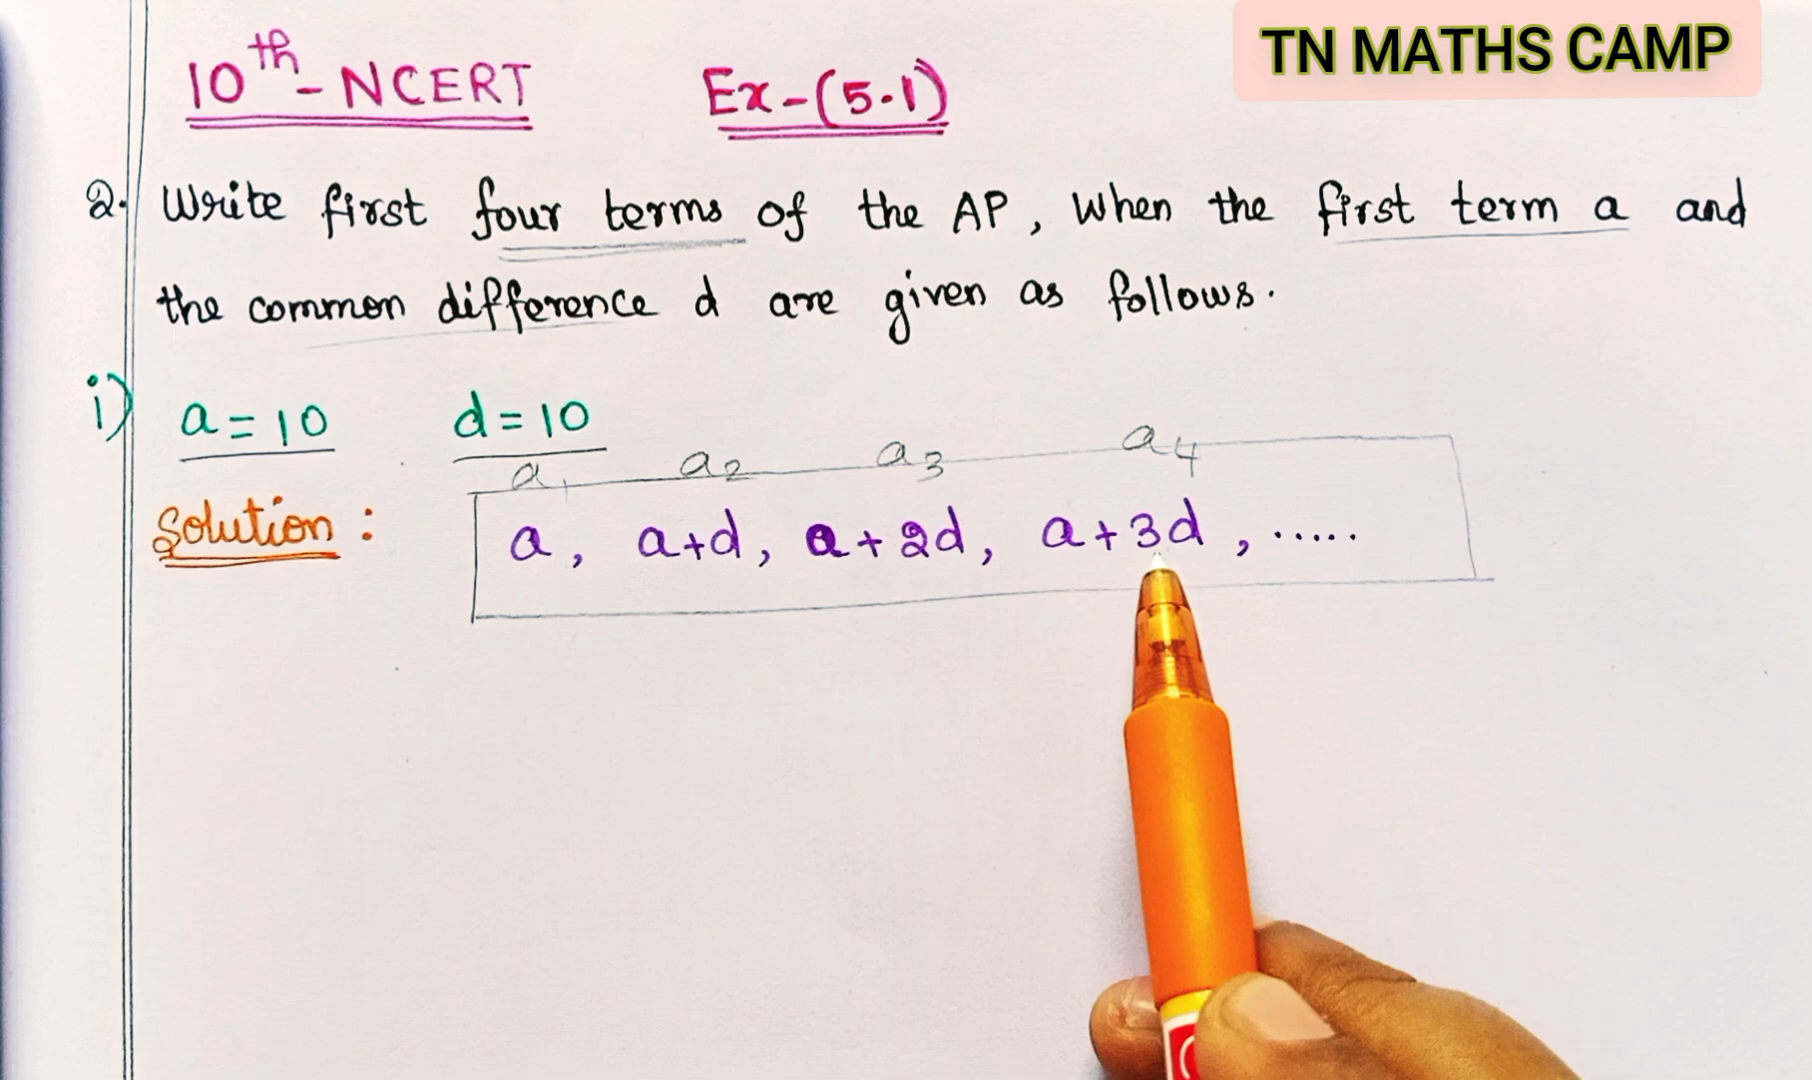 TN MATHS CAMP
10th - NCERT Ex-(5.1)
2. Write first four terms of the AP, when the first term a and
the common difference d are given as follows.
i) a = 10 d = 10
a1 a2 a3 a4
Solution : a, a+d, a+2d, a+3d, .....